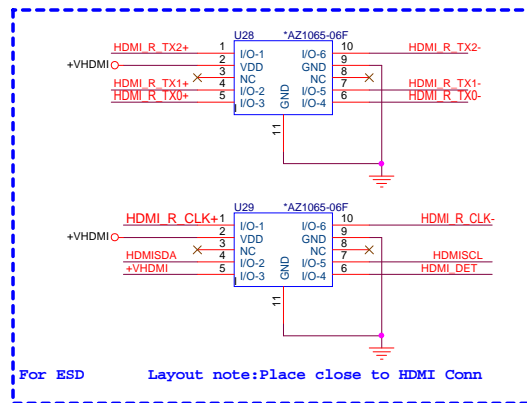 U28 *AZ1065-06F
HDMI_R_TX2+ 1 I/O-1 I/O-6 10 HDMI_R_TX2-
+VHDMI 2 VDD GND 9
3 NC NC 8
HDMI_R_TX1+ 4 I/O-2 I/O-5 7 HDMI_R_TX1-
HDMI_R_TX0+ 5 I/O-3 I/O-4 6 HDMI_R_TX0-
GND
11
U29 *AZ1065-06F
HDMI_R_CLK+ 1 I/O-1 I/O-6 10 HDMI_R_CLK-
+VHDMI 2 VDD GND 9
3 NC NC 8
HDMISDA 4 I/O-2 I/O-5 7 HDMISCL
+VHDMI 5 I/O-3 I/O-4 6 HDMI_DET
GND
11
For ESD Layout note:Place close to HDMI Conn